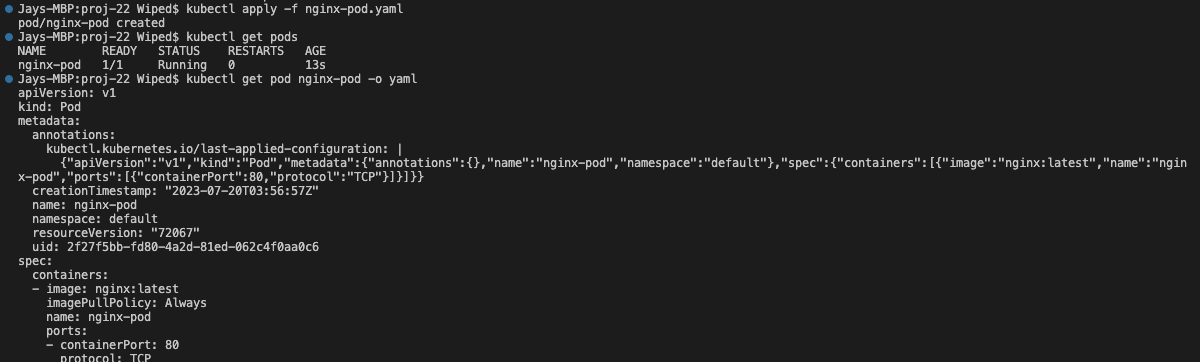 Jays-MBP:proj-22 Wiped$ kubectl apply -f nginx-pod.yaml
pod/nginx-pod created
Jays-MBP:proj-22 Wiped$ kubectl get pods
NAME        READY   STATUS    RESTARTS   AGE
nginx-pod   1/1     Running   0          13s
Jays-MBP:proj-22 Wiped$ kubectl get pod nginx-pod -o yaml
apiVersion: v1
kind: Pod
metadata:
  annotations:
    kubectl.kubernetes.io/last-applied-configuration: |
      {"apiVersion":"v1","kind":"Pod","metadata":{"annotations":{},"name":"nginx-pod","namespace":"default"},"spec":{"containers":[{"image":"nginx:latest","name":"ngin
x-pod","ports":[{"containerPort":80,"protocol":"TCP"}]}]}}
  creationTimestamp: "2023-07-20T03:56:57Z"
  name: nginx-pod
  namespace: default
  resourceVersion: "72067"
  uid: 2f27f5bb-fd80-4a2d-81ed-062c4f0aa0c6
spec:
  containers:
  - image: nginx:latest
    imagePullPolicy: Always
    name: nginx-pod
    ports:
    - containerPort: 80
      protocol: TCP